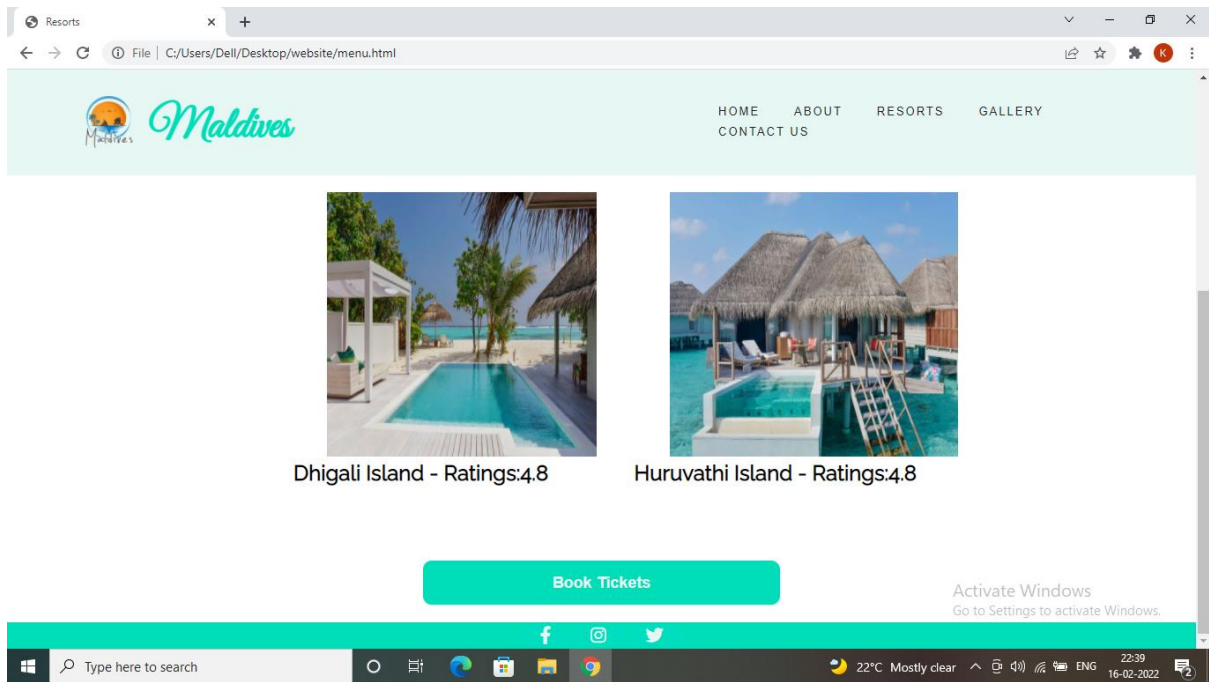 Resorts
File | C:/Users/Dell/Desktop/website/menu.html
K
Maldives
Maldives
HOME ABOUT RESORTS GALLERY
CONTACT US
Dhigali Island - Ratings:4.8
Huruvathi Island - Ratings:4.8
Book Tickets
Activate Windows
Go to Settings to activate Windows.
Type here to search
22°C Mostly clear
ENG
22:39
16-02-2022
2